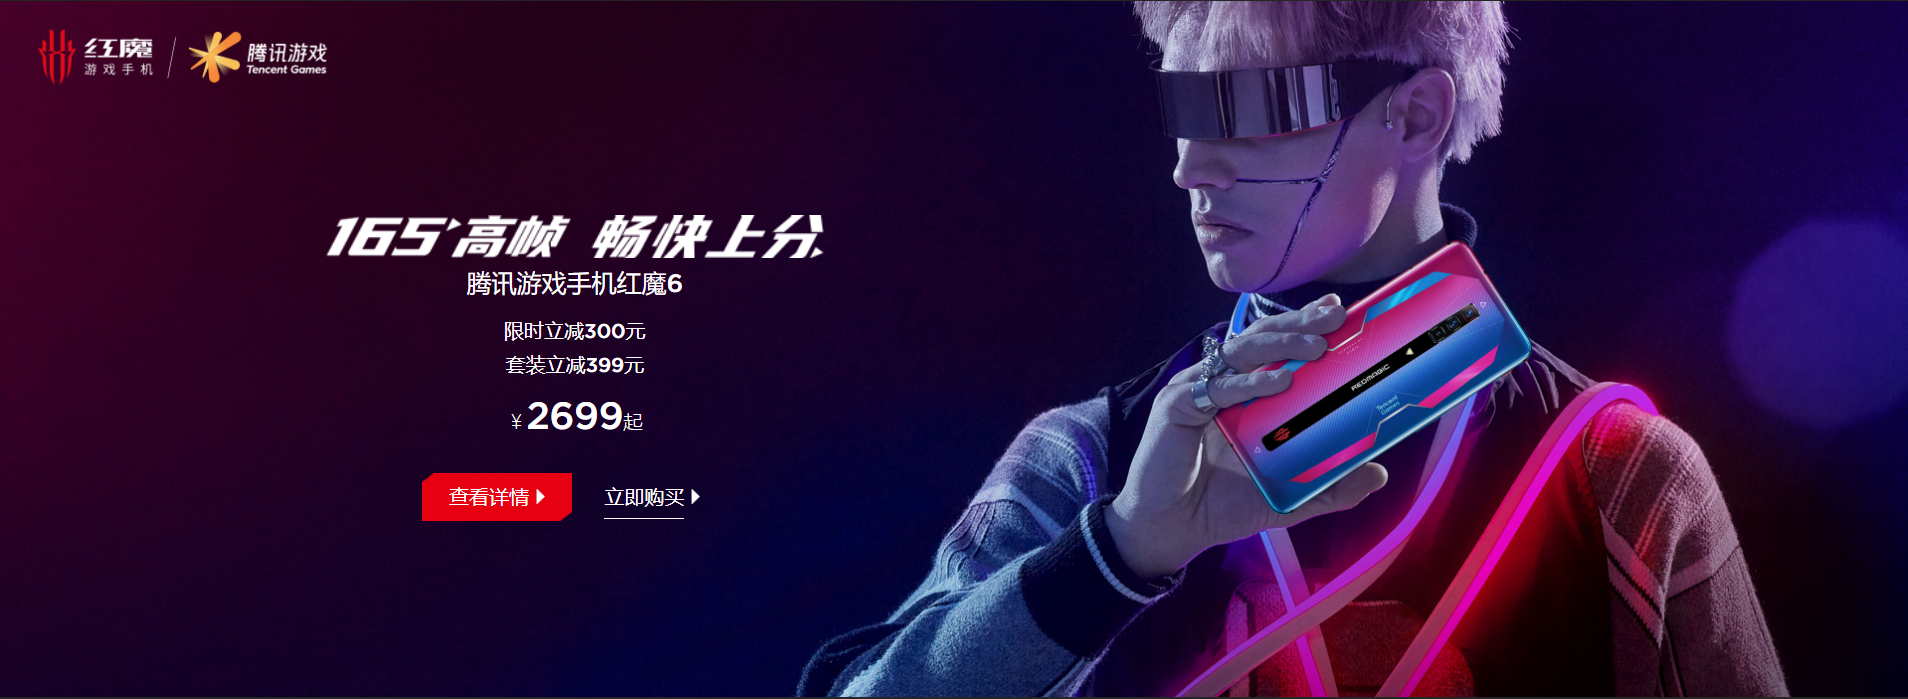 红魔
游戏手机
腾讯游戏
Tencent Games
165°高帧 畅快上分
腾讯游戏手机红魔6
限时立减300元
套装立减399元
¥2699起
查看详情
立即购买
REDMAGIC
Tencent
Games